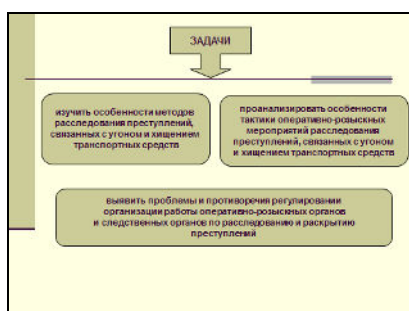 ЗАДАЧИ
изучить особенности методов
расследования преступлений,
связанных с угоном и хищением
транспортных средств
проанализировать особенности
тактики оперативно-розыскных
мероприятий расследования
преступлений, связанных с угоном
и хищением транспортных средств
выявить проблемы и противоречия регулировании
организации работы оперативно-розыскных органов
и следственных органов по расследованию и раскрытию
преступлений